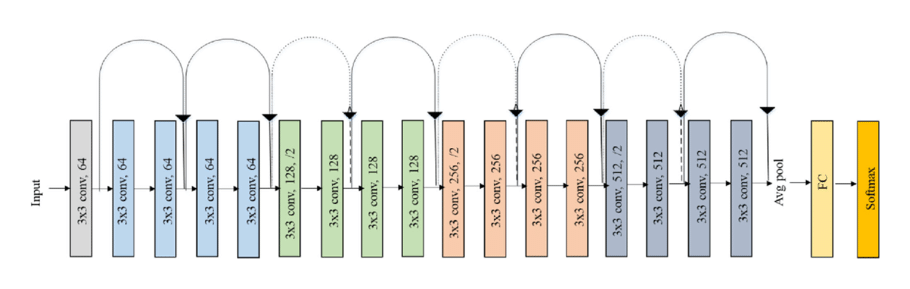 Input
3x3 conv, 64
3x3 conv, 64
3x3 conv, 64
3x3 conv, 64
3x3 conv, 64
3x3 conv, 128, /2
3x3 conv, 128
3x3 conv, 128
3x3 conv, 128
3x3 conv, 256, /2
3x3 conv, 256
3x3 conv, 256
3x3 conv, 256
3x3 conv, 512, /2
3x3 conv, 512
3x3 conv, 512
3x3 conv, 512
Avg pool
FC
Softmax